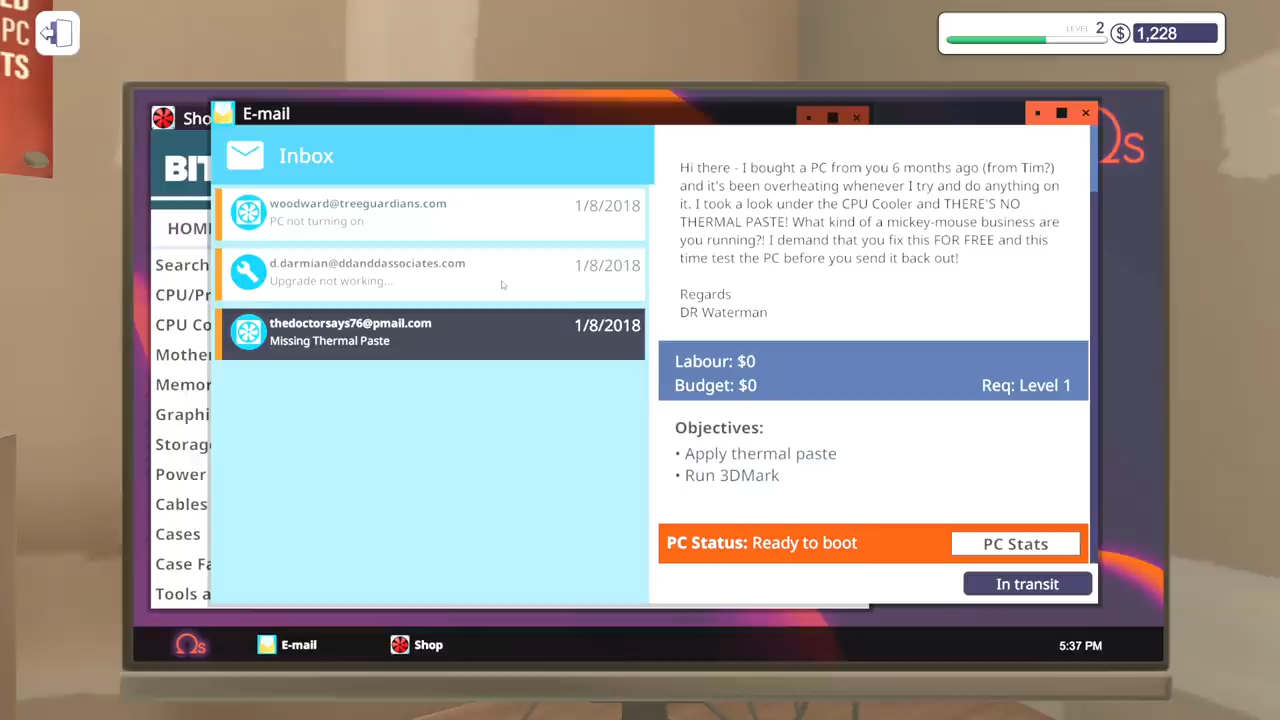 PC
TS
LEVEL 2
$ 1,228
Sho
E-mail
BIT
Inbox
HOM
Search
CPU/Pr
CPU Co
Mother
Memor
Graphi
Storag
Power
Cables
Cases
Case Fa
Tools a
woodward@treeguardians.com
1/8/2018
PC not turning on
d.darmian@ddanddassociates.com
1/8/2018
Upgrade not working...
thedoctorsays76@pmail.com
1/8/2018
Missing Thermal Paste
Hi there - I bought a PC from you 6 months ago (from Tim?)
and it's been overheating whenever I try and do anything on
it. I took a look under the CPU Cooler and THERE'S NO
THERMAL PASTE! What kind of a mickey-mouse business are
you running?! I demand that you fix this FOR FREE and this
time test the PC before you send it back out!
Regards
DR Waterman
Labour: $0
Budget: $0
Req: Level 1
Objectives:
• Apply thermal paste
• Run 3DMark
PC Status: Ready to boot
PC Stats
In transit
Ωs
E-mail
Shop
5:37 PM